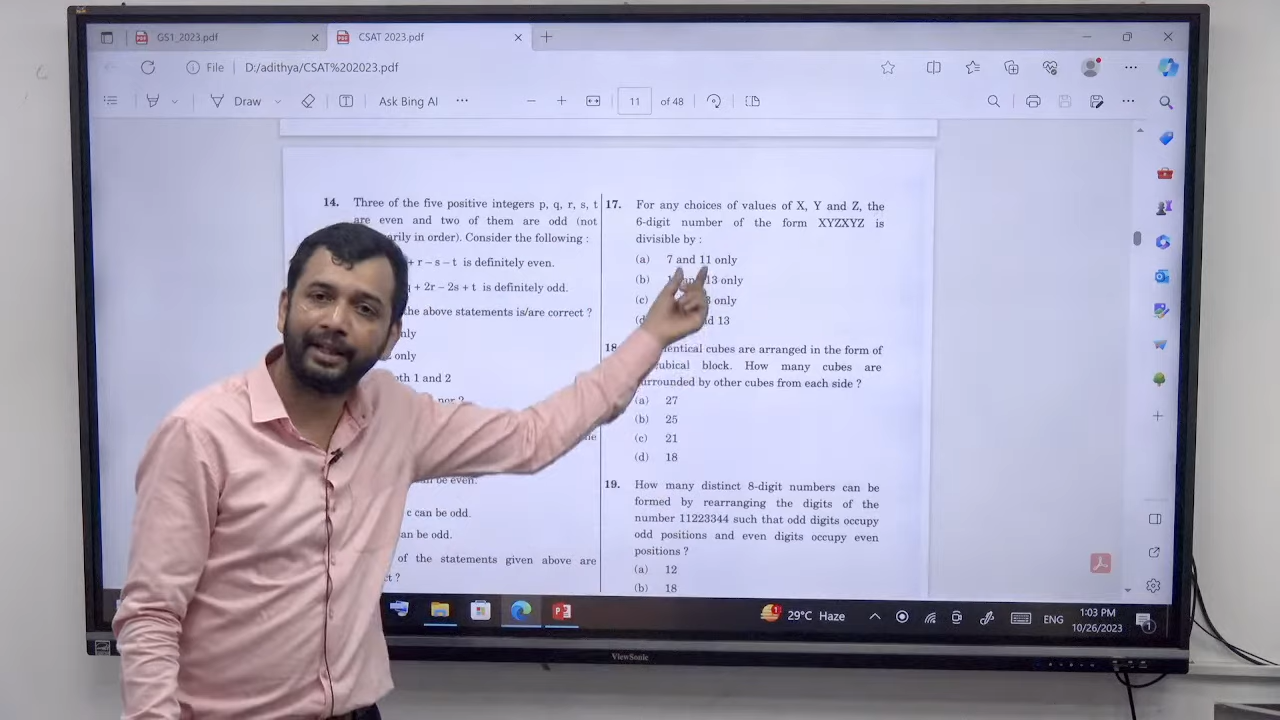 GS1_2023.pdf
CSAT 2023.pdf
File
D:/adithya/CSAT%202023.pdf
Draw
Ask Bing AI
11
of 48
14. Three of the five positive integers p, q, r, s, t
are even and two of them are odd (not
in order). Consider the following :
+ r – s – t is definitely even.
+ 2r – 2s + t is definitely odd.
the above statements is/are correct ?
only
1 and 2
can be even.
c can be odd.
can be odd.
of the statements given above are
17. For any choices of values of X, Y and Z, the
6-digit number of the form XYZXYZ is
divisible by :
(a) 7 and 11 only
(b) 13 only
(c) only
(d) 13
18. cubes are arranged in the form of
block. How many cubes are
surrounded by other cubes from each side ?
(a) 27
(b) 25
(c) 21
(d) 18
19. How many distinct 8-digit numbers can be
formed by rearranging the digits of the
number 11223344 such that odd digits occupy
odd positions and even digits occupy even
positions ?
(a) 12
(b) 18
29°C Haze
ENG
1:03 PM
10/26/2023
ViewSonic